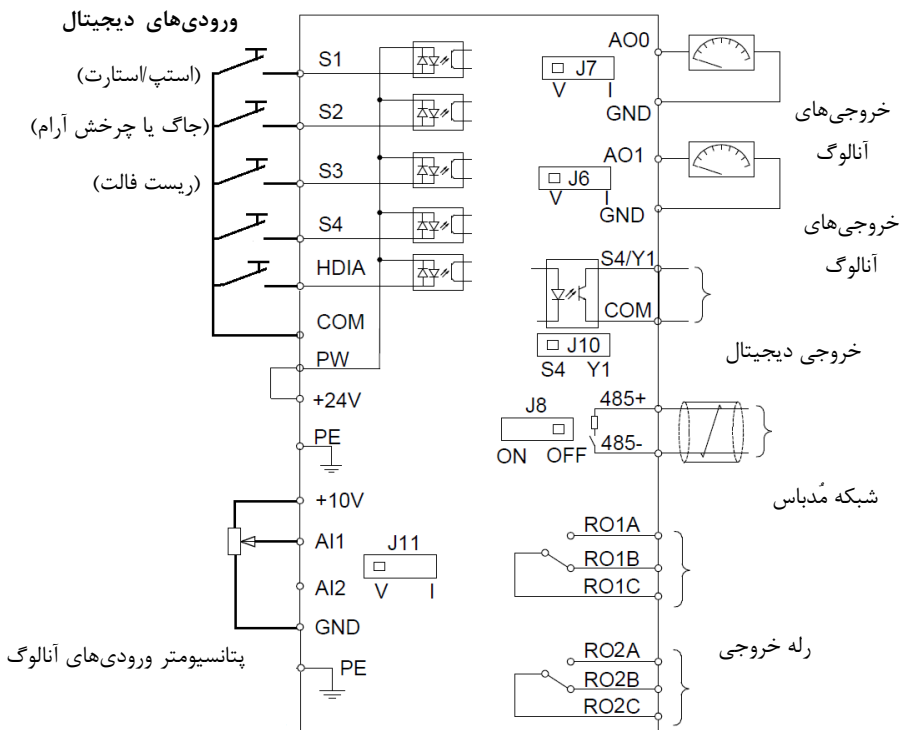 ورودی‌های دیجیتال
S1
(استپ/استارت)
S2
(جاگ یا چرخش آرام)
S3
(ریست فالت)
S4
HDIA
COM
PW
+24V
PE
+10V
AI1
AI2
GND
J11
V I
پتانسیومتر ورودی‌های آنالوگ
PE
AO0
J7
V I
GND
خروجی‌های
آنالوگ
AO1
J6
V I
GND
خروجی‌های
آنالوگ
S4/Y1
COM
J10
S4 Y1
خروجی دیجیتال
J8
ON OFF
485+
485-
شبکه مُدباس
RO1A
RO1B
RO1C
رله خروجی
RO2A
RO2B
RO2C